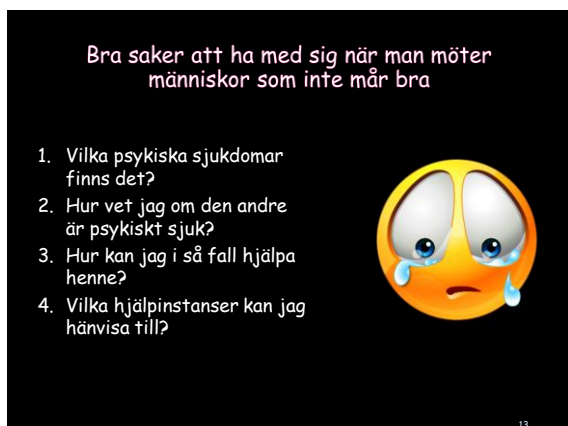 Bra saker att ha med sig när man möter
människor som inte mår bra
1. Vilka psykiska sjukdomar
finns det?
2. Hur vet jag om den andre
är psykiskt sjuk?
3. Hur kan jag i så fall hjälpa
henne?
4. Vilka hjälpinstanser kan jag
hänvisa till?
13